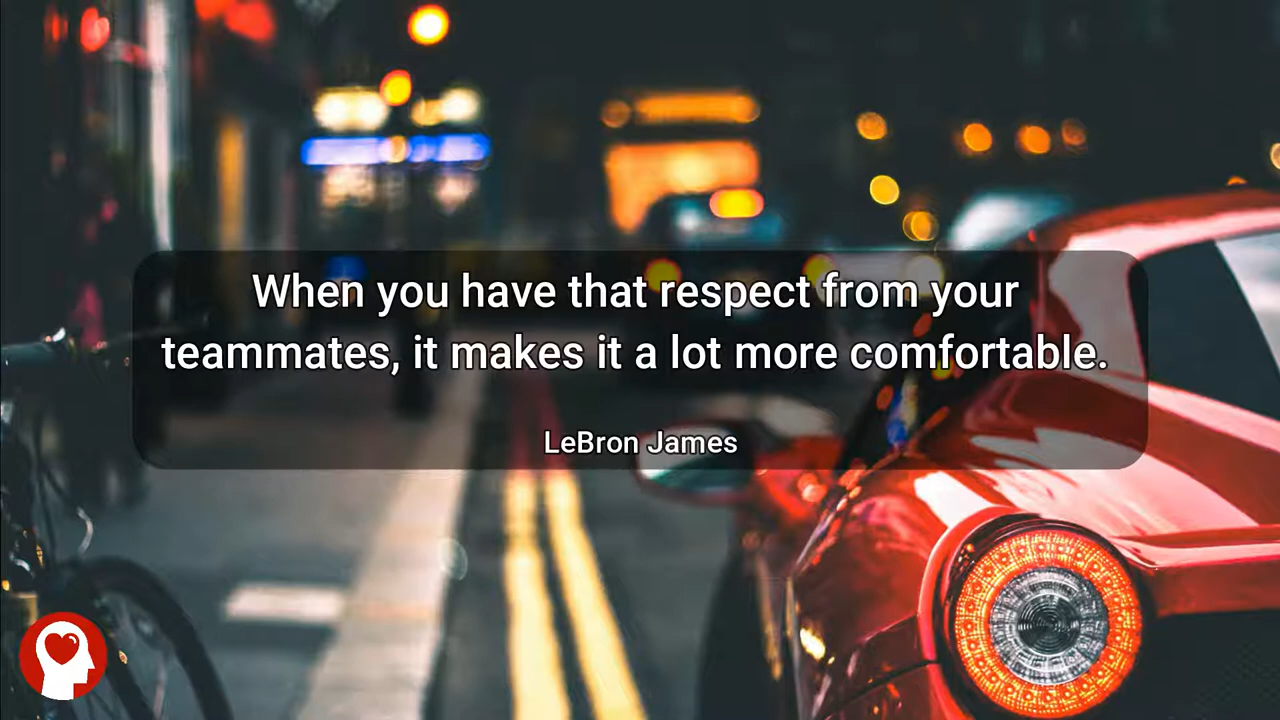 When you have that respect from your
teammates, it makes it a lot more comfortable.
LeBron James